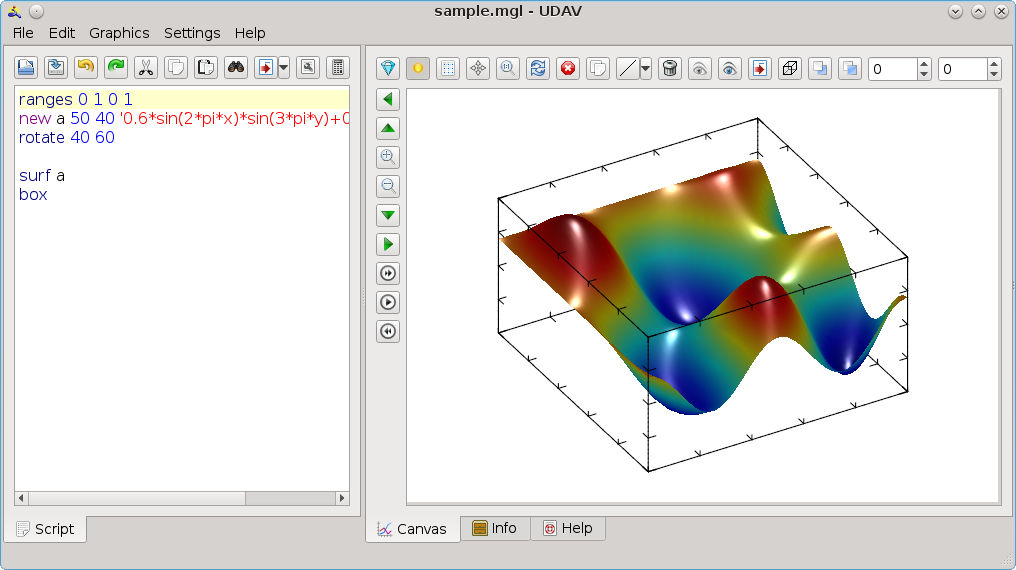 sample.mgl - UDAV
File Edit Graphics Settings Help
0 0
ranges 0 1 0 1
new a 50 40 '0.6*sin(2*pi*x)*sin(3*pi*y)+0
rotate 40 60
surf a
box
Script
Canvas Info Help